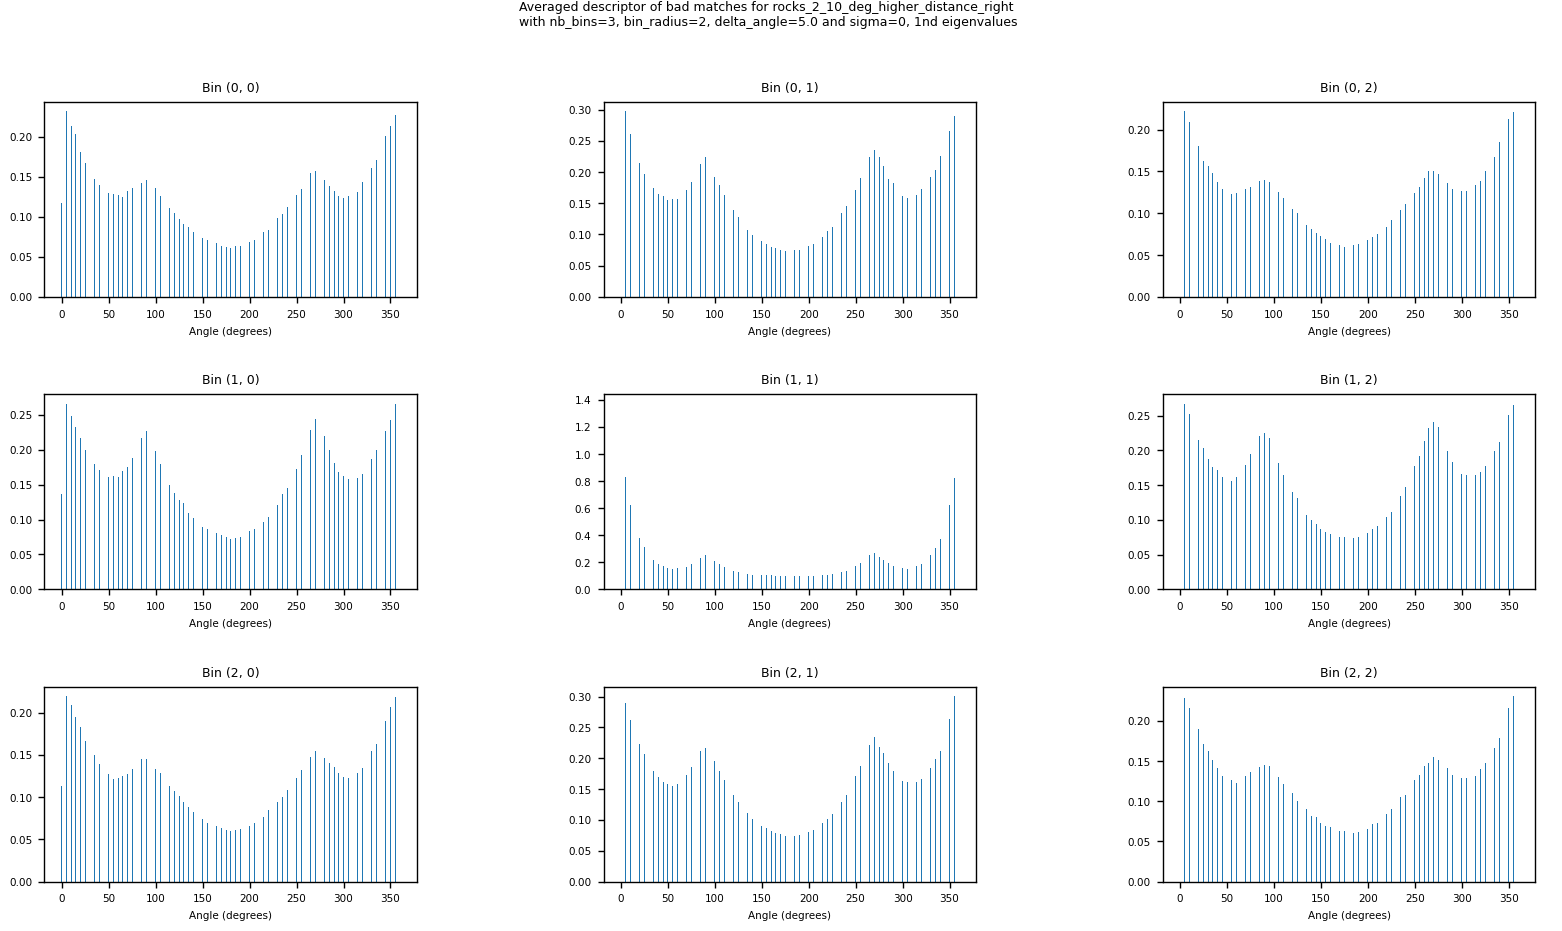 Averaged descriptor of bad matches for rocks_2_10_deg_higher_distance_right
with nb_bins=3, bin_radius=2, delta_angle=5.0 and sigma=0, 1nd eigenvalues
Bin (0, 0)
0.20
0.15
0.10
0.05
0.00
0 50 100 150 200 250 300 350
Angle (degrees)
Bin (0, 1)
0.30
0.25
0.20
0.15
0.10
0.05
0.00
0 50 100 150 200 250 300 350
Angle (degrees)
Bin (0, 2)
0.20
0.15
0.10
0.05
0.00
0 50 100 150 200 250 300 350
Angle (degrees)
Bin (1, 0)
0.25
0.20
0.15
0.10
0.05
0.00
0 50 100 150 200 250 300 350
Angle (degrees)
Bin (1, 1)
1.4
1.2
1.0
0.8
0.6
0.4
0.2
0.0
0 50 100 150 200 250 300 350
Angle (degrees)
Bin (1, 2)
0.25
0.20
0.15
0.10
0.05
0.00
0 50 100 150 200 250 300 350
Angle (degrees)
Bin (2, 0)
0.20
0.15
0.10
0.05
0.00
0 50 100 150 200 250 300 350
Angle (degrees)
Bin (2, 1)
0.30
0.25
0.20
0.15
0.10
0.05
0.00
0 50 100 150 200 250 300 350
Angle (degrees)
Bin (2, 2)
0.20
0.15
0.10
0.05
0.00
0 50 100 150 200 250 300 350
Angle (degrees)